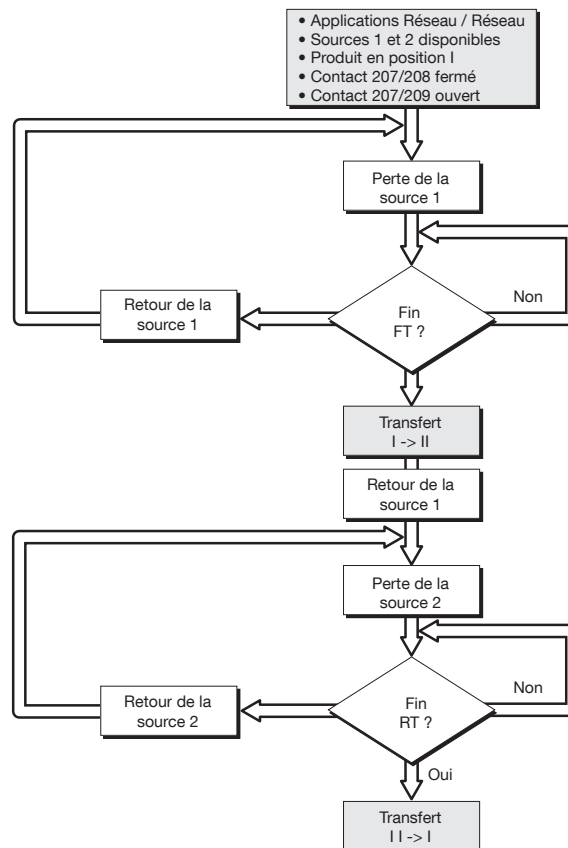 • Applications Réseau / Réseau
• Sources 1 et 2 disponibles
• Produit en position I
• Contact 207/208 fermé
• Contact 207/209 ouvert
Perte de la
source 1
Retour de la
source 1
Fin
FT ?
Non
Transfert
I -> II
Retour de la
source 1
Perte de la
source 2
Retour de la
source 2
Fin
RT ?
Non
Oui
Transfert
I I -> I